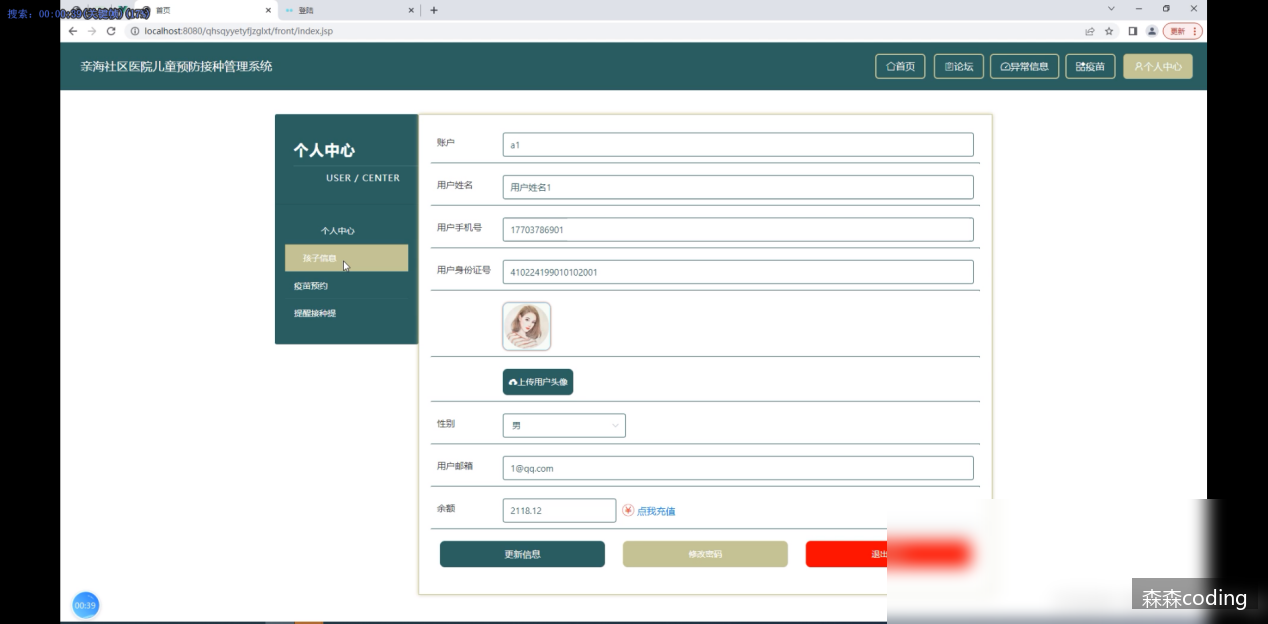 首页
登陆
localhost:8080/qhsqyyetyfjzglxt/front/index.jsp
更新
亲海社区医院儿童预防接种管理系统
首页
论坛
异常信息
疫苗
个人中心
个人中心
USER / CENTER
个人中心
孩子信息
疫苗预约
提醒接种提
账户
a1
用户姓名
用户姓名1
用户手机号
17703786901
用户身份证号
410224199010102001
上传用户头像
性别
男
用户邮箱
1@qq.com
余额
2118.12
点我充值
更新信息
修改密码
退出
00:39
森森coding